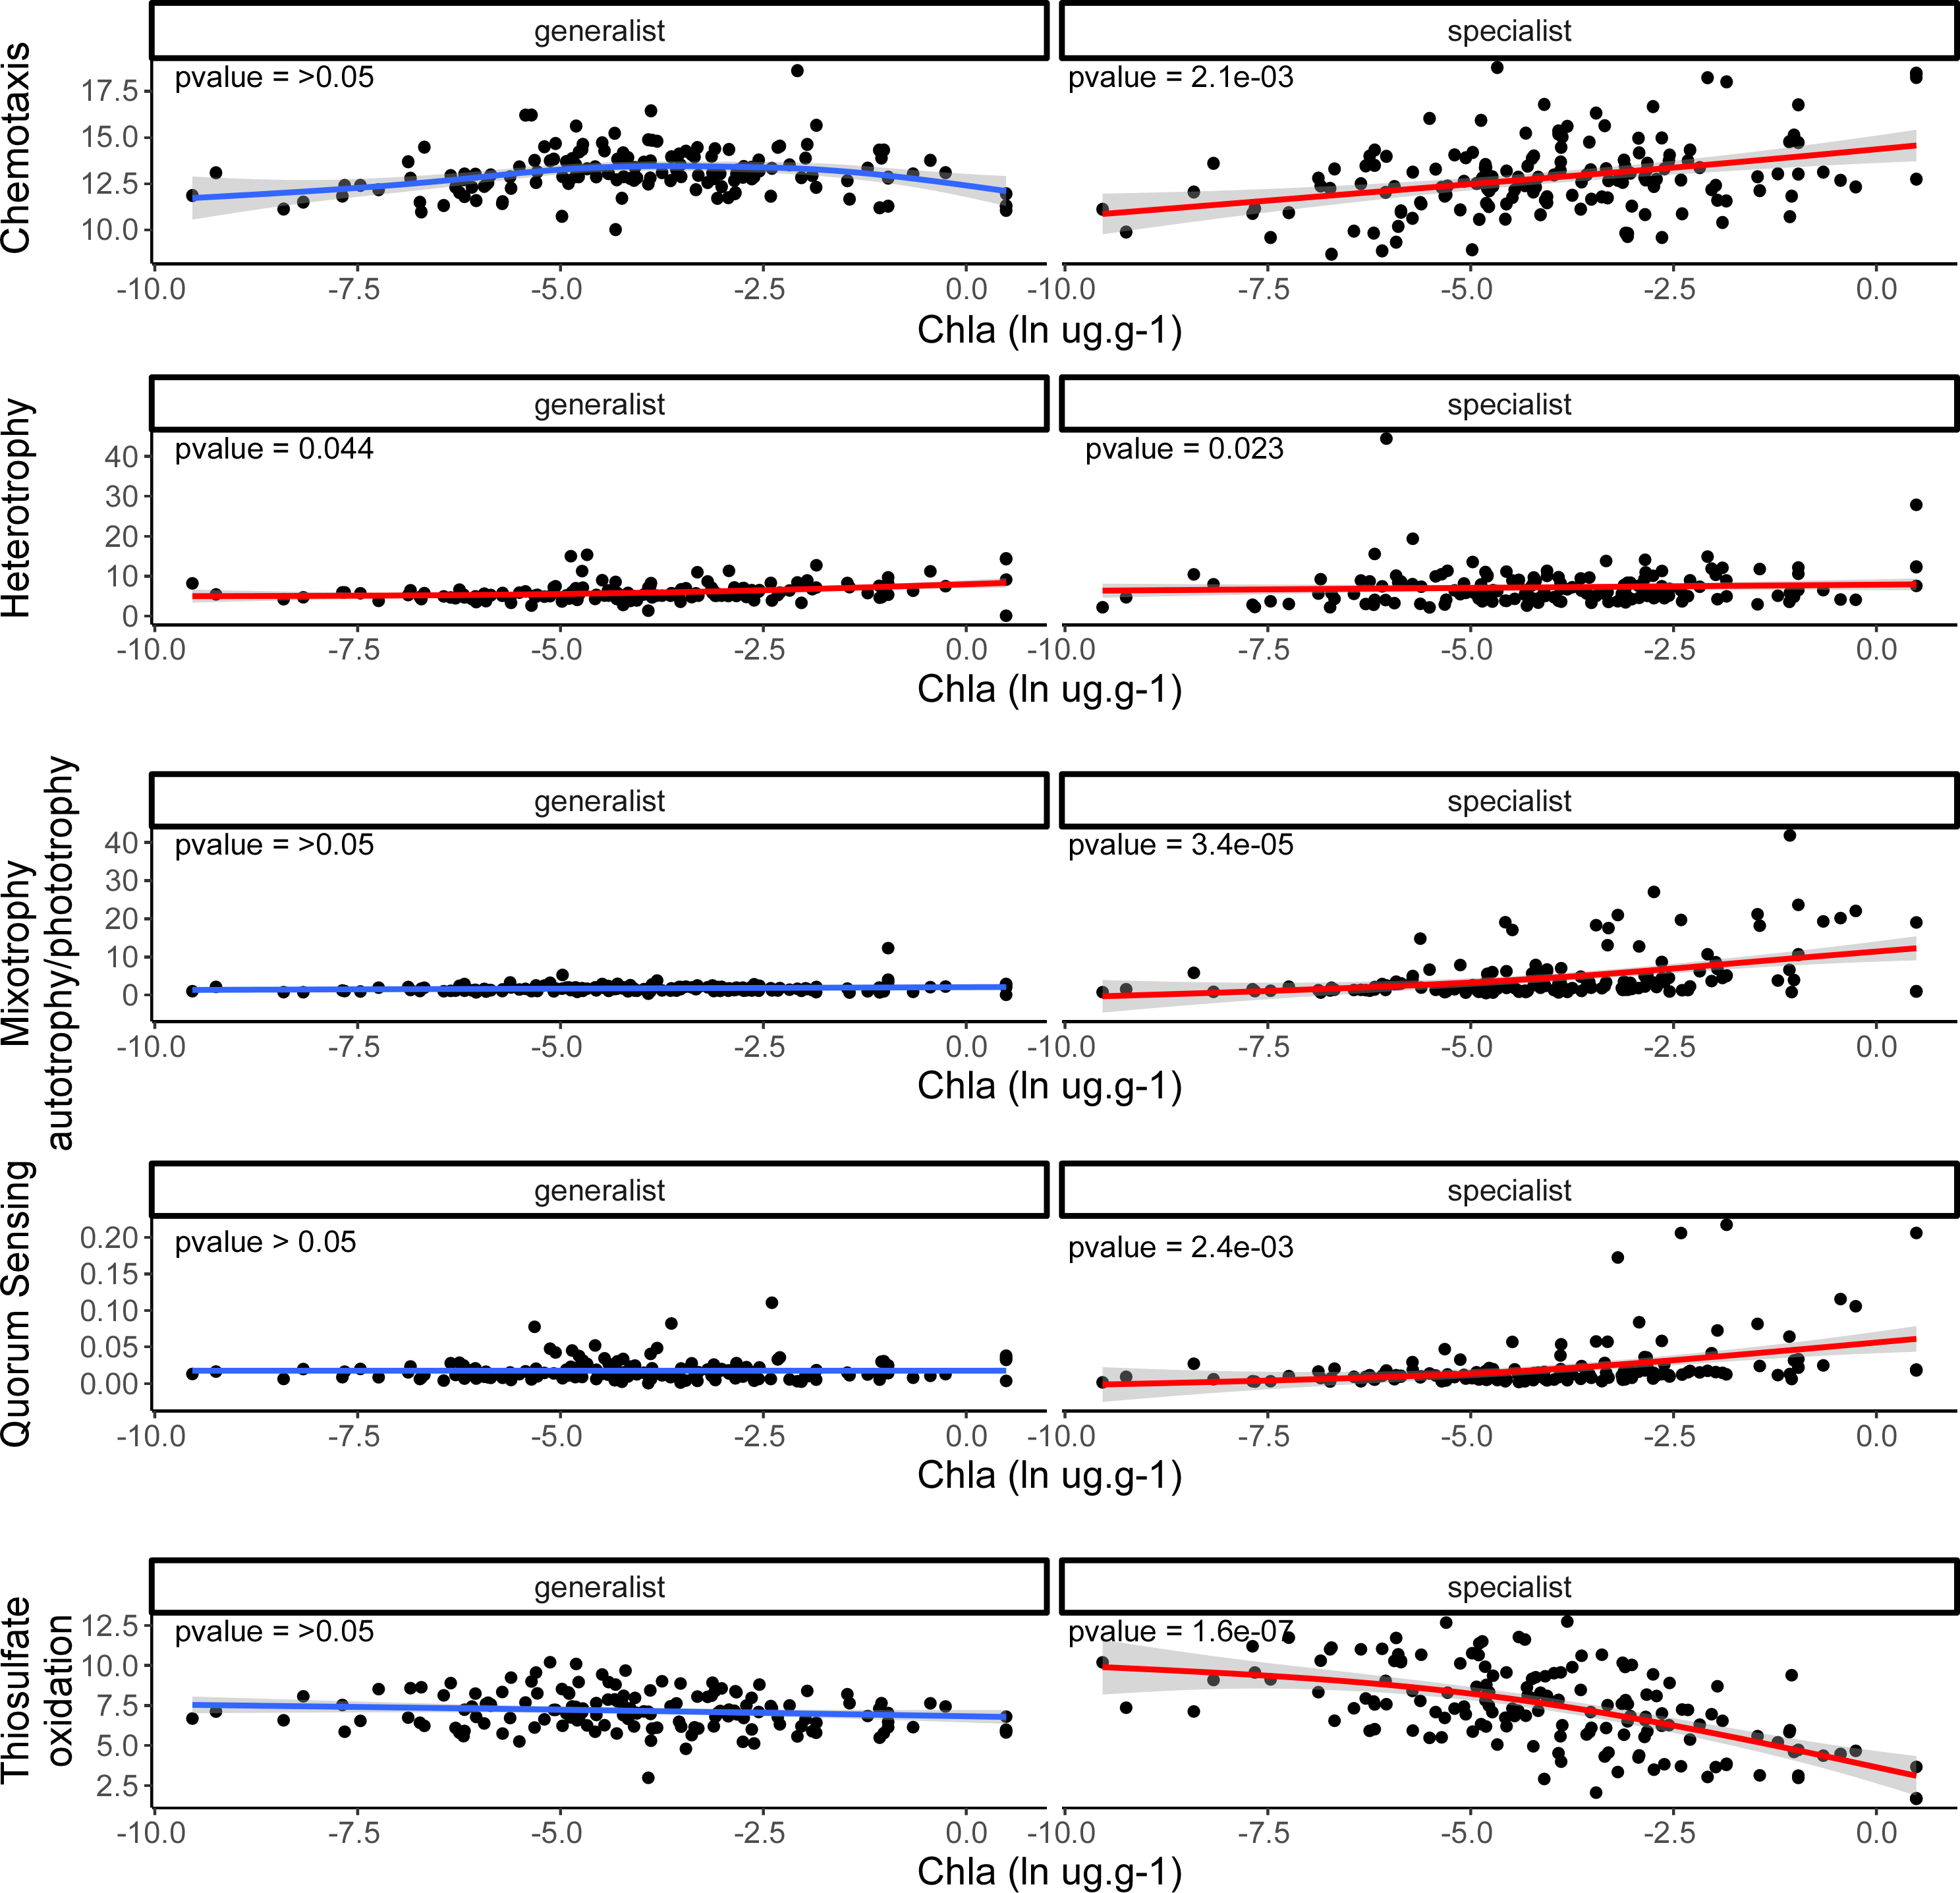 Chemotaxis
generalist
specialist
pvalue = >0.05
pvalue = 2.1e-03
17.5
15.0
12.5
10.0
-10.0 -7.5 -5.0 -2.5 0.0 -10.0 -7.5 -5.0 -2.5 0.0
Chla (ln ug.g-1)
Heterotrophy
generalist
specialist
pvalue = 0.044
pvalue = 0.023
40
30
20
10
0
-10.0 -7.5 -5.0 -2.5 0.0 -10.0 -7.5 -5.0 -2.5 0.0
Chla (ln ug.g-1)
Mixotrophy
autotrophy/phototrophy
generalist
specialist
pvalue = >0.05
pvalue = 3.4e-05
40
30
20
10
0
-10.0 -7.5 -5.0 -2.5 0.0 -10.0 -7.5 -5.0 -2.5 0.0
Chla (ln ug.g-1)
Quorum Sensing
generalist
specialist
pvalue > 0.05
pvalue = 2.4e-03
0.20
0.15
0.10
0.05
0.00
-10.0 -7.5 -5.0 -2.5 0.0 -10.0 -7.5 -5.0 -2.5 0.0
Chla (ln ug.g-1)
Thiosulfate
oxidation
generalist
specialist
pvalue = >0.05
pvalue = 1.6e-07
12.5
10.0
7.5
5.0
2.5
-10.0 -7.5 -5.0 -2.5 0.0 -10.0 -7.5 -5.0 -2.5 0.0
Chla (ln ug.g-1)